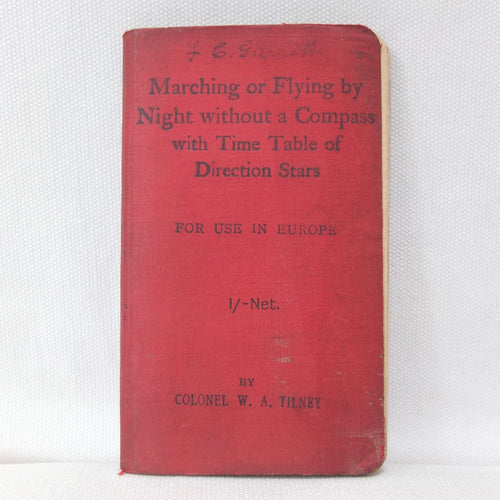 C. Garrett
Marching or Flying by
Night without a Compass
with Time Table of
Direction Stars
FOR USE IN EUROPE
1/-Net.
BY
COLONEL W. A. TILNEY